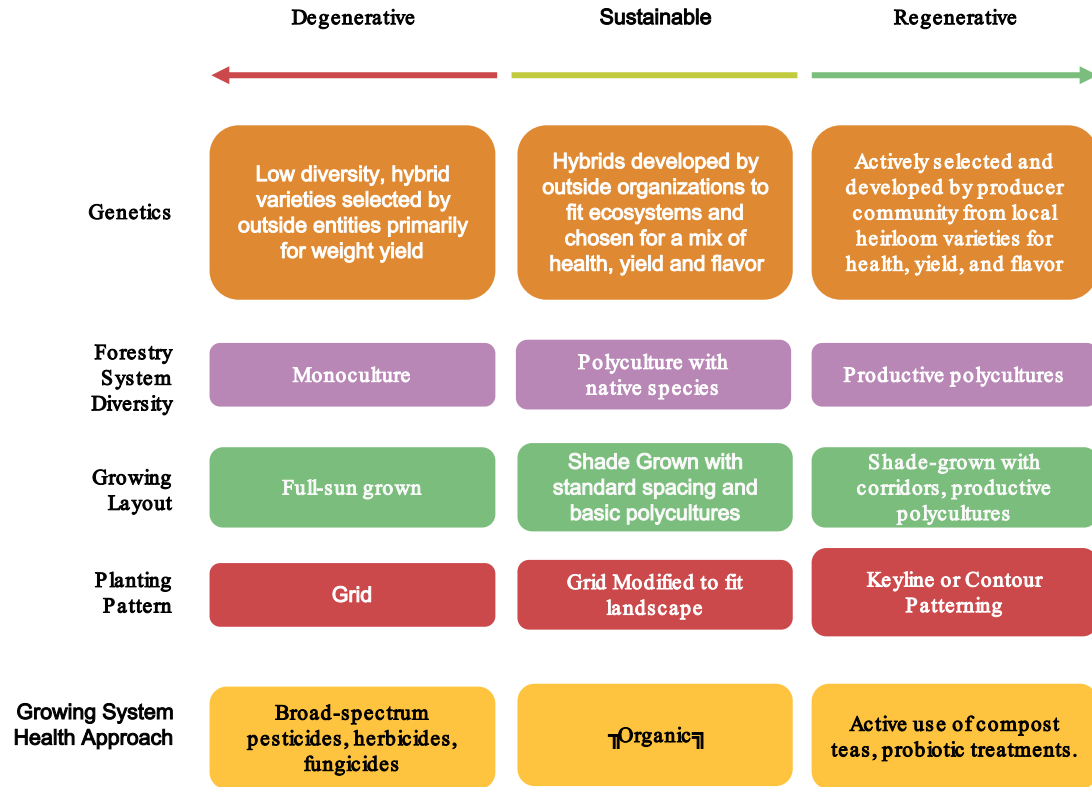 Degenerative
Sustainable
Regenerative
Genetics
Low diversity, hybrid
varieties selected by
outside entities primarily
for weight yield
Hybrids developed by
outside organizations to
fit ecosystems and
chosen for a mix of
health, yield and flavor
Actively selected and
developed by producer
community from local
heirloom varieties for
health, yield, and flavor
Forestry
System
Diversity
Monoculture
Polyculture with
native species
Productive polycultures
Growing
Layout
Full-sun grown
Shade Grown with
standard spacing and
basic polycultures
Shade-grown with
corridors, productive
polycultures
Planting
Pattern
Grid
Grid Modified to fit
landscape
Keyline or Contour
Patterning
Growing System
Health Approach
Broad-spectrum
pesticides, herbicides,
fungicides
╥Organic╖
Active use of compost
teas, probiotic treatments.